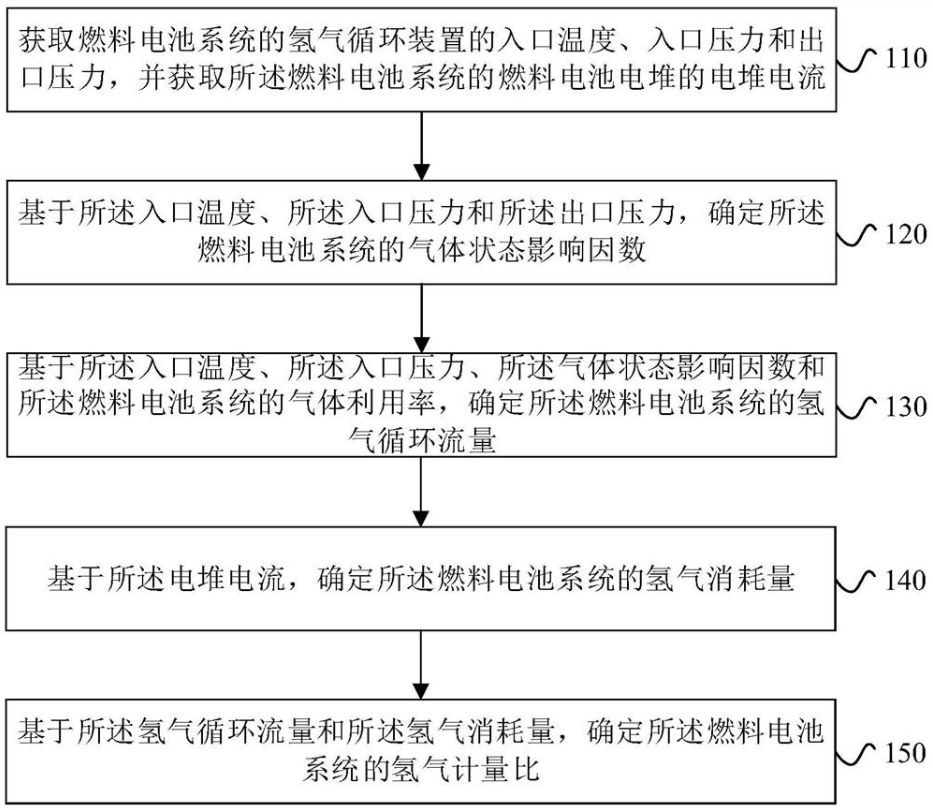 获取燃料电池系统的氢气循环装置的入口温度、入口压力和出
口压力，并获取所述燃料电池系统的燃料电池电堆的电堆电流
110
基于所述入口温度、所述入口压力和所述出口压力，确定所述
燃料电池系统的气体状态影响因数
120
基于所述入口温度、所述入口压力、所述气体状态影响因数和
所述燃料电池系统的气体利用率，确定所述燃料电池系统的氢
气循环流量
130
基于所述电堆电流，确定所述燃料电池系统的氢气消耗量
140
基于所述氢气循环流量和所述氢气消耗量，确定所述燃料电池
系统的氢气计量比
150